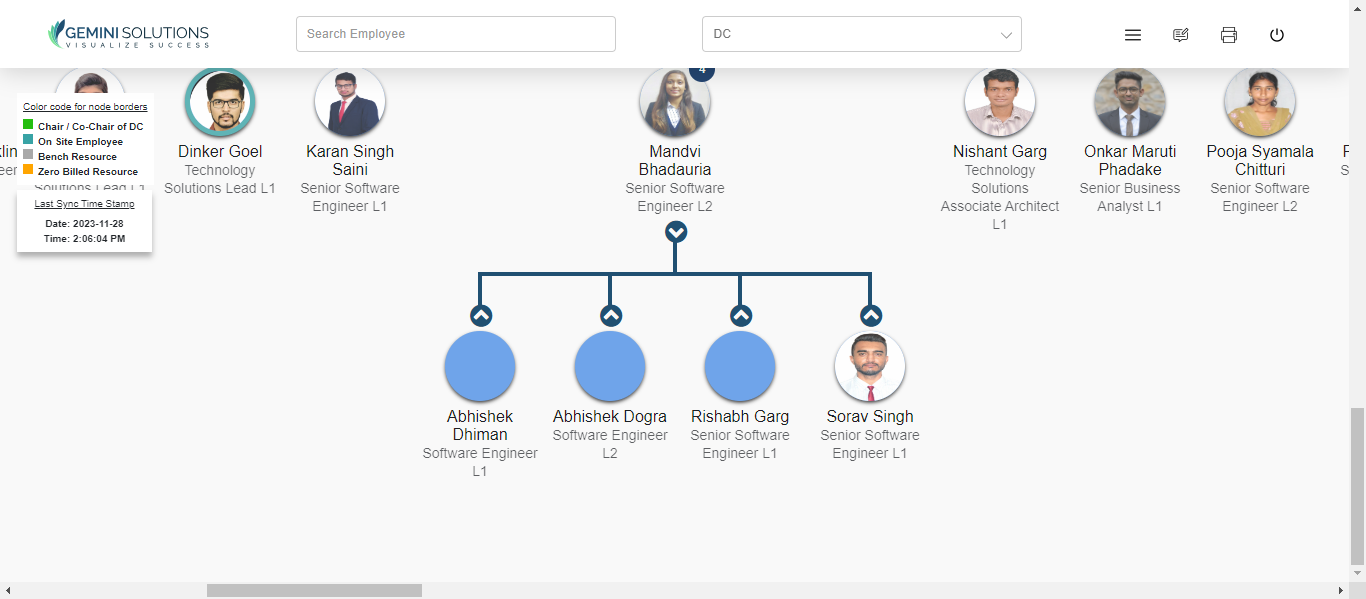 GEMINI SOLUTIONS
VISUALIZE SUCCESS
Search Employee
DC
4
Color code for node borders
Chair / Co-Chair of DC
On Site Employee
Bench Resource
Zero Billed Resource
Solutions Lead L1
Last Sync Time Stamp
Date: 2023-11-28
Time: 2:06:04 PM
Dinker Goel
Technology
Solutions Lead L1
Karan Singh
Saini
Senior Software
Engineer L1
Mandvi
Bhadauria
Senior Software
Engineer L2
Nishant Garg
Technology
Solutions
Associate Architect
L1
Onkar Maruti
Phadake
Senior Business
Analyst L1
Pooja Syamala
Chitturi
Senior Software
Engineer L2
Abhishek
Dhiman
Software Engineer
L1
Abhishek Dogra
Software Engineer
L2
Rishabh Garg
Senior Software
Engineer L1
Sorav Singh
Senior Software
Engineer L1